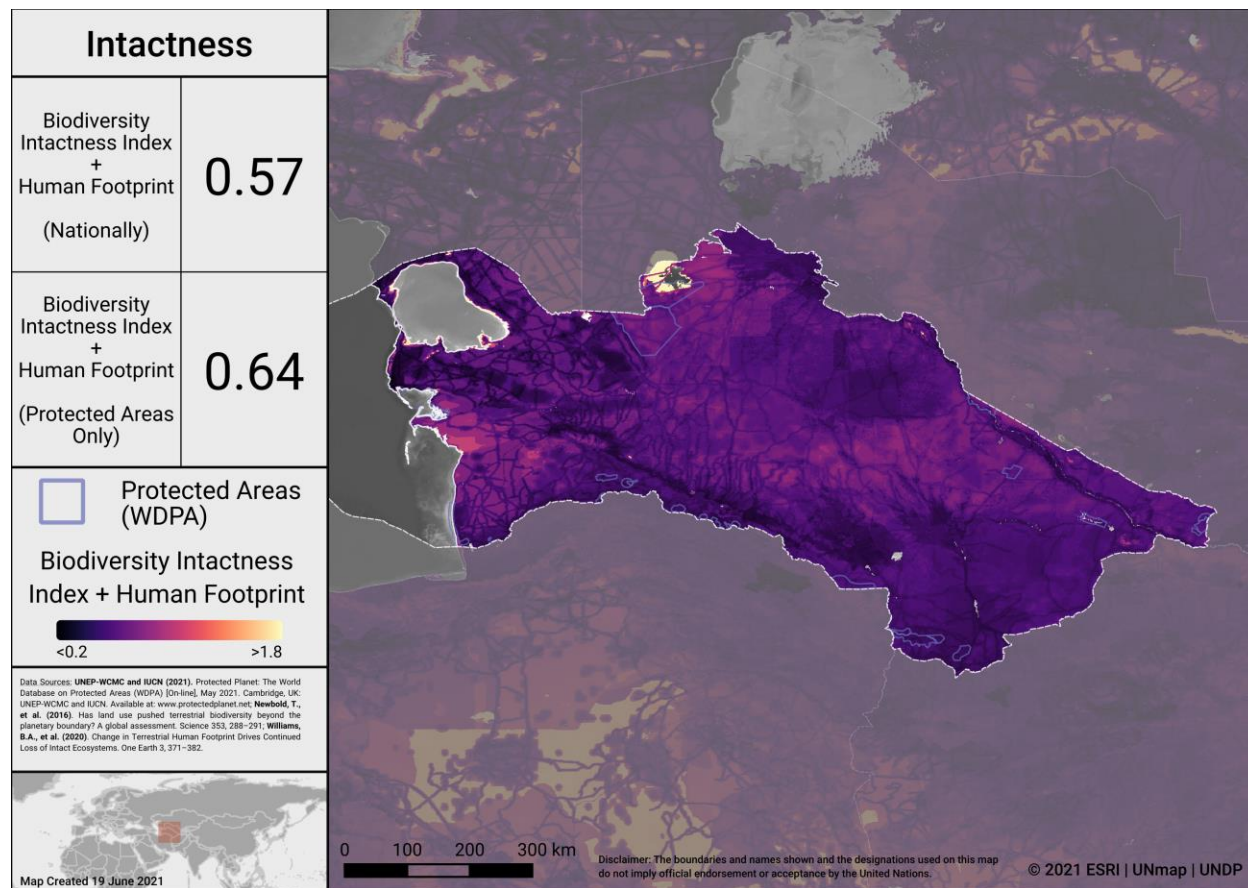 Intactness
Biodiversity
Intactness Index
+
Human Footprint
(Nationally)
0.57
Biodiversity
Intactness Index
+
Human Footprint
(Protected Areas
Only)
0.64
Protected Areas
(WDPA)
Biodiversity Intactness
Index + Human Footprint
<0.2
>1.8
Data Sources: UNEP-WCMC and IUCN (2021). Protected Planet: The World
Database on Protected Areas (WDPA) [On-line], May 2021. Cambridge, UK:
UNEP-WCMC and IUCN. Available at: www.protectedplanet.net; Newbold, T.,
et al. (2016). Has land use pushed terrestrial biodiversity beyond the
planetary boundary? A global assessment. Science 353, 288–291; Williams,
B.A., et al. (2020). Change in Terrestrial Human Footprint Drives Continued
Loss of Intact Ecosystems. One Earth 3, 371–382.
Map Created 19 June 2021
0 100 200 300 km
Disclaimer: The boundaries and names shown and the designations used on this map
do not imply official endorsement or acceptance by the United Nations.
© 2021 ESRI | UNmap | UNDP